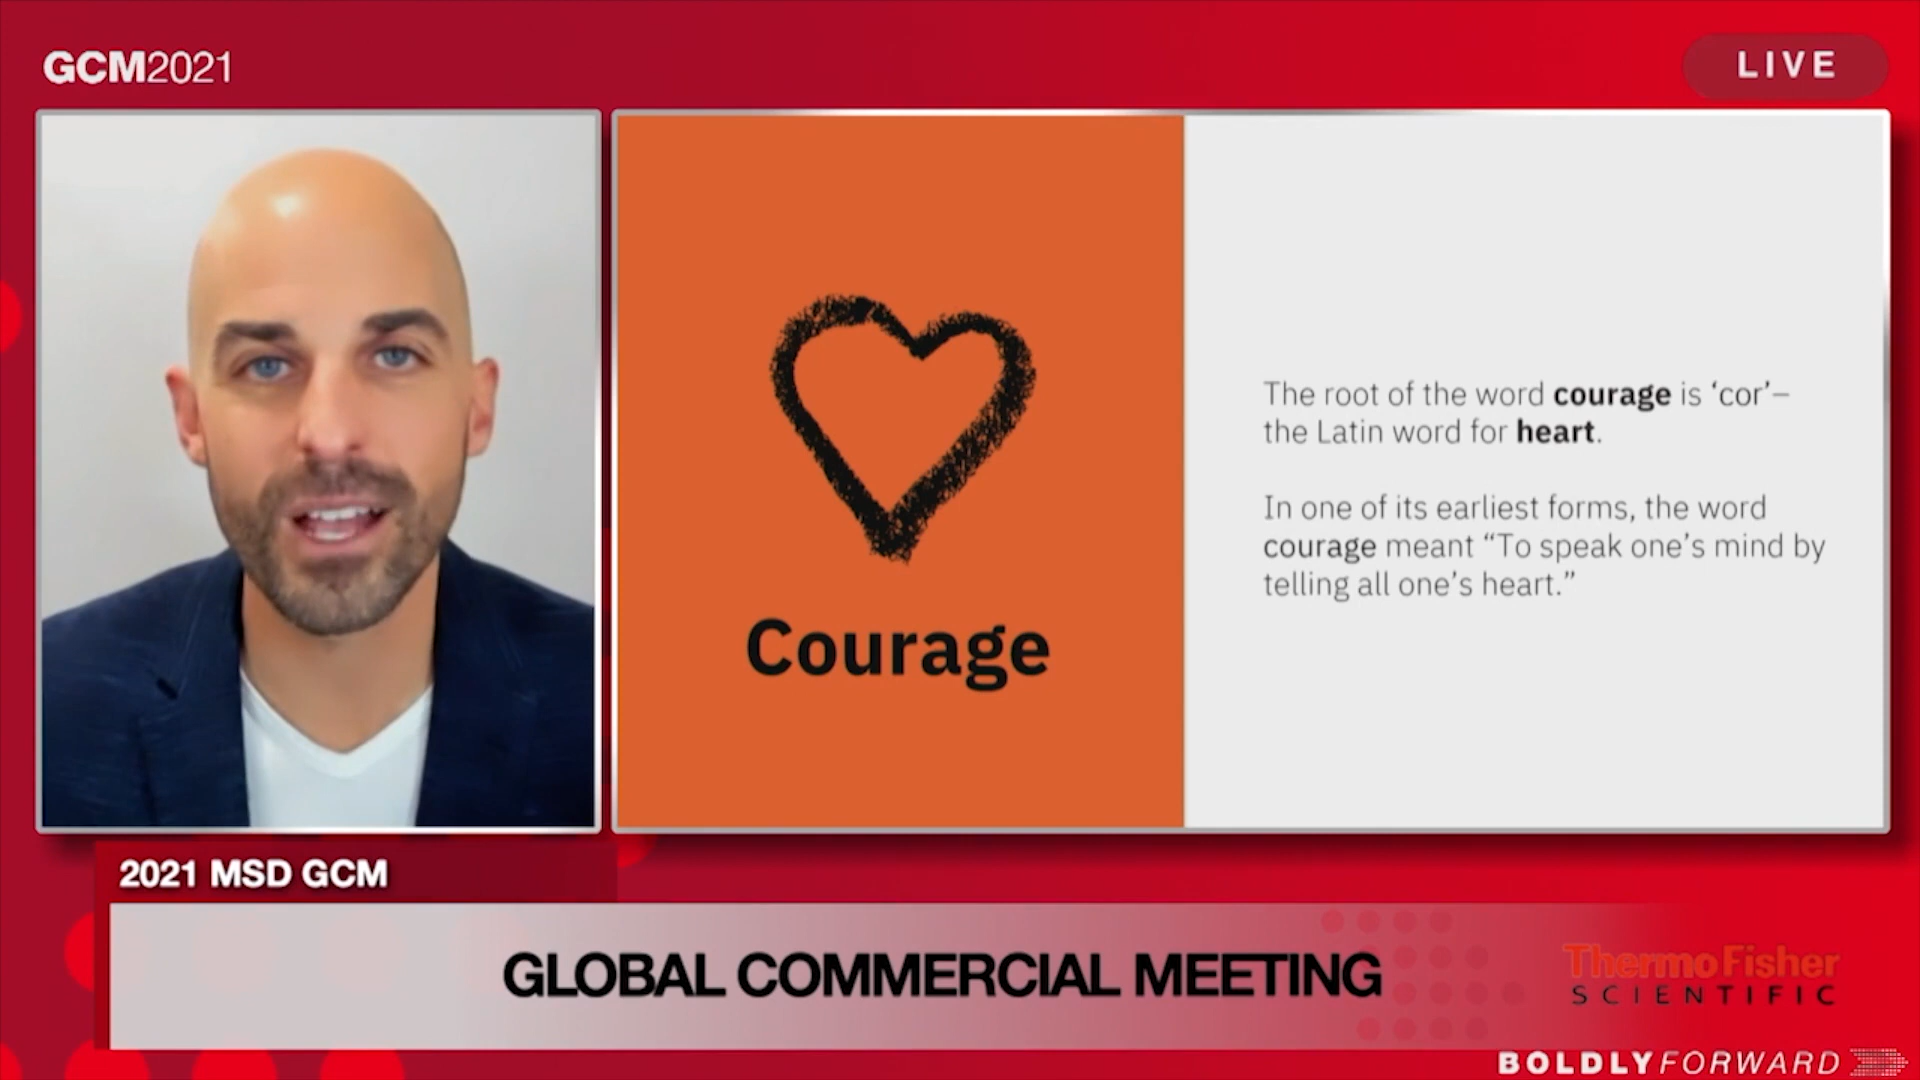 GCM2021
LIVE
Courage
The root of the word courage is ‘cor’–
the Latin word for heart.
In one of its earliest forms, the word
courage meant “To speak one’s mind by
telling all one’s heart.”
2021 MSD GCM
GLOBAL COMMERCIAL MEETING
ThermoFisher
SCIENTIFIC
BOLDLYFORWARD